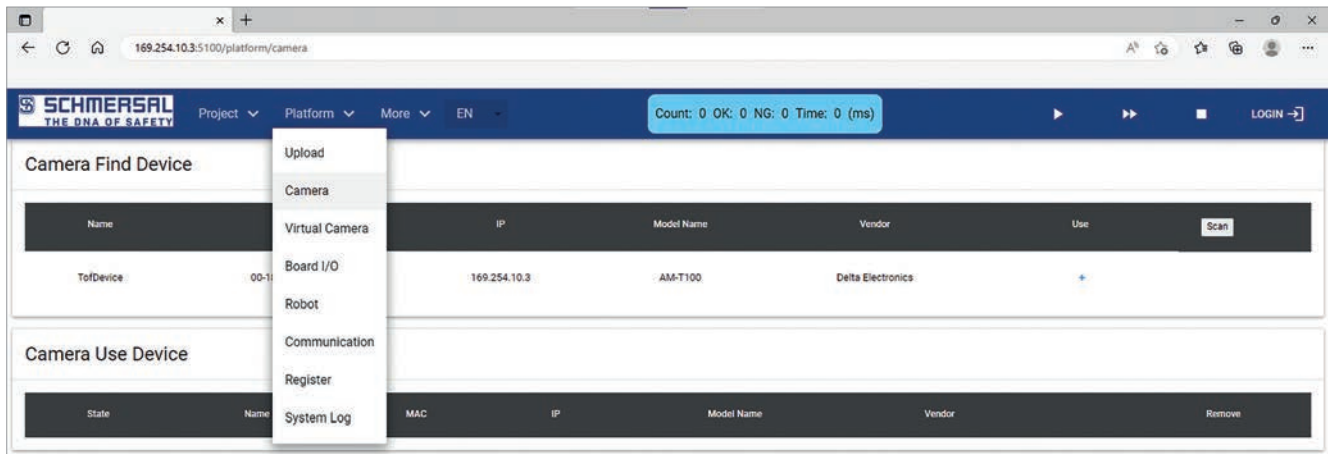 169.254.10.3:5100/platform/camera
SCHMERSAL
THE DNA OF SAFETY
Project Platform More EN Count: 0 OK: 0 NG: 0 Time: 0 (ms) LOGIN
Upload
Camera
Virtual Camera
Board I/O
Robot
Communication
Register
System Log
Camera Find Device
Name IP Model Name Vendor Use Scan
TofDevice 169.254.10.3 AM-T100 Delta Electronics +
Camera Use Device
State Name MAC IP Model Name Vendor Remove